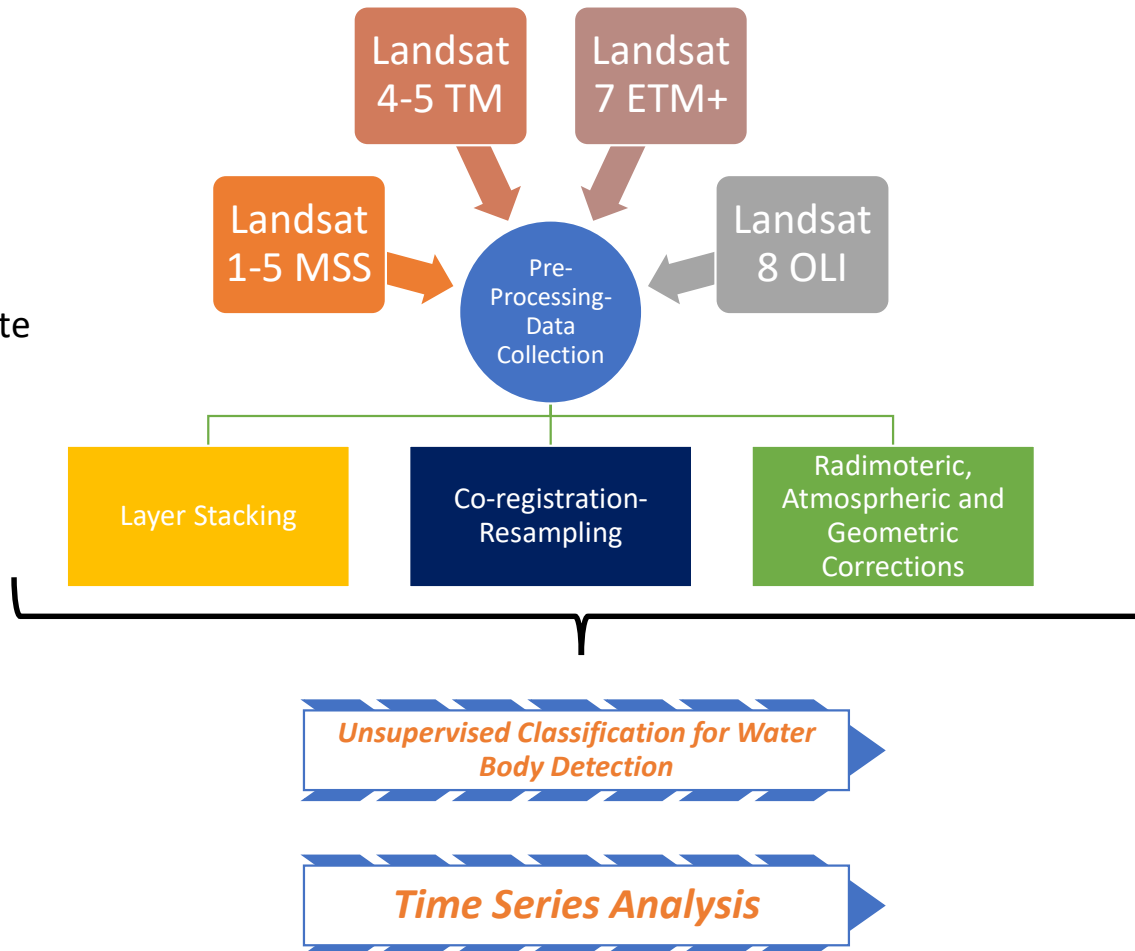 Landsat
4-5 TM
Landsat
7 ETM+
Landsat
1-5 MSS
Landsat
8 OLI
Pre-
Processing-
Data
Collection
te
Layer Stacking
Co-registration-
Resampling
Radimoteric,
Atmosprheric and
Geometric
Corrections
Unsupervised Classification for Water
Body Detection
Time Series Analysis